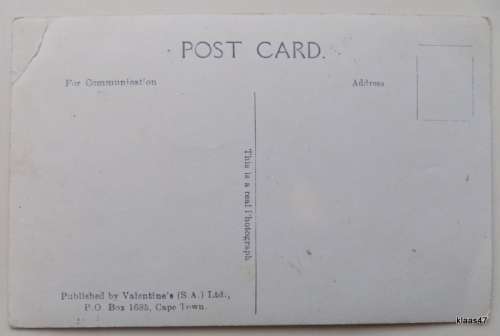 POST CARD.
For Communication
Address
This is a real Photograph
Published by Valentine's (S.A.) Ltd.,
P.O. Box 1685, Cape Town.
klaas47